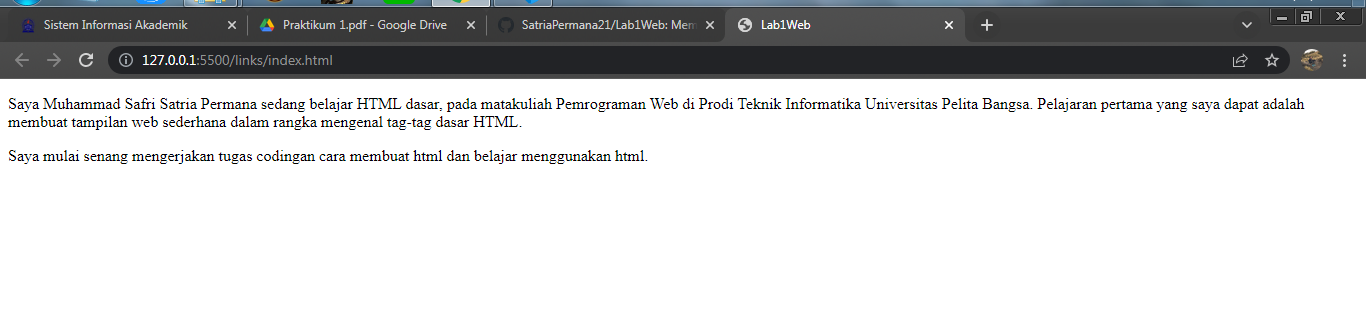 Sistem Informasi Akademik
Praktikum 1.pdf - Google Drive
SatriaPermana21/Lab1Web: Mem
Lab1Web
127.0.0.1:5500/links/index.html
Saya Muhammad Safri Satria Permana sedang belajar HTML dasar, pada matakuliah Pemrograman Web di Prodi Teknik Informatika Universitas Pelita Bangsa. Pelajaran pertama yang saya dapat adalah
membuat tampilan web sederhana dalam rangka mengenal tag-tag dasar HTML.
Saya mulai senang mengerjakan tugas codingan cara membuat html dan belajar menggunakan html.